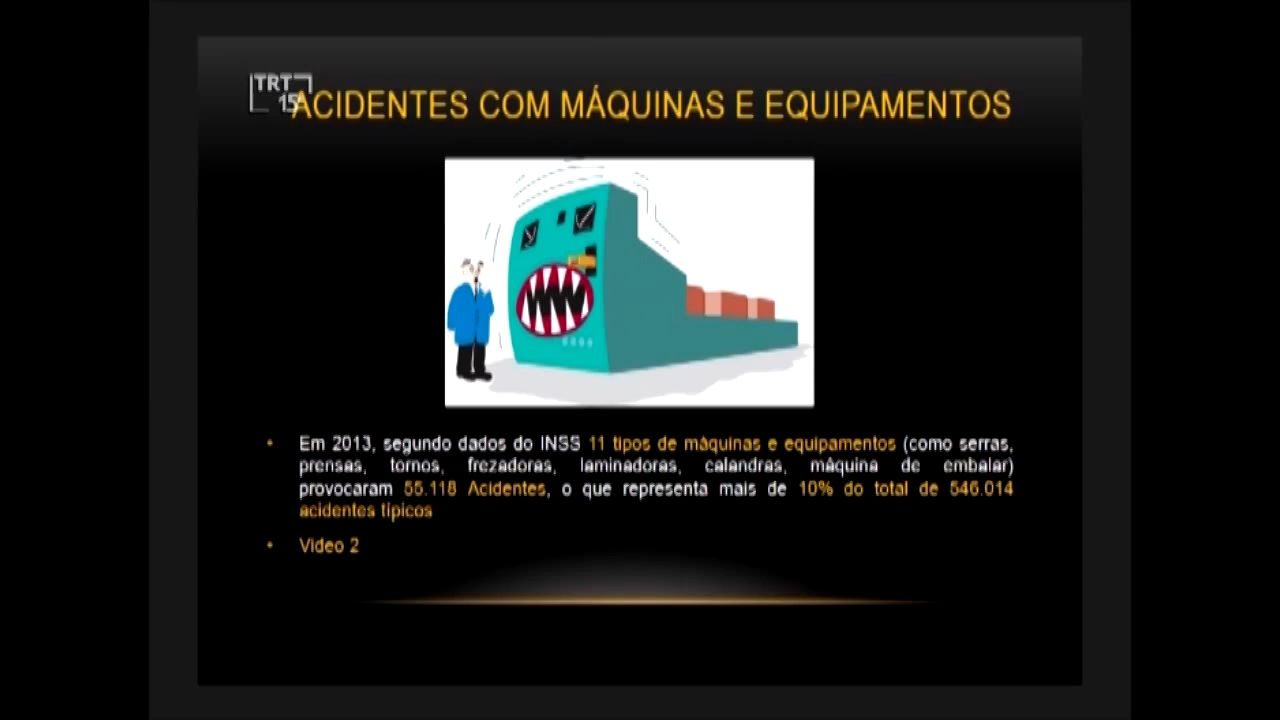 TRT
15
ACIDENTES COM MÁQUINAS E EQUIPAMENTOS
• Em 2013, segundo dados do INSS 11 tipos de máquinas e equipamentos (como serras,
prensas, tornos, frezadoras, laminadoras, calandras, máquina de embalar)
provocaram 55.118 Acidentes, o que representa mais de 10% do total de 546.014
acidentes típicos
• Video 2